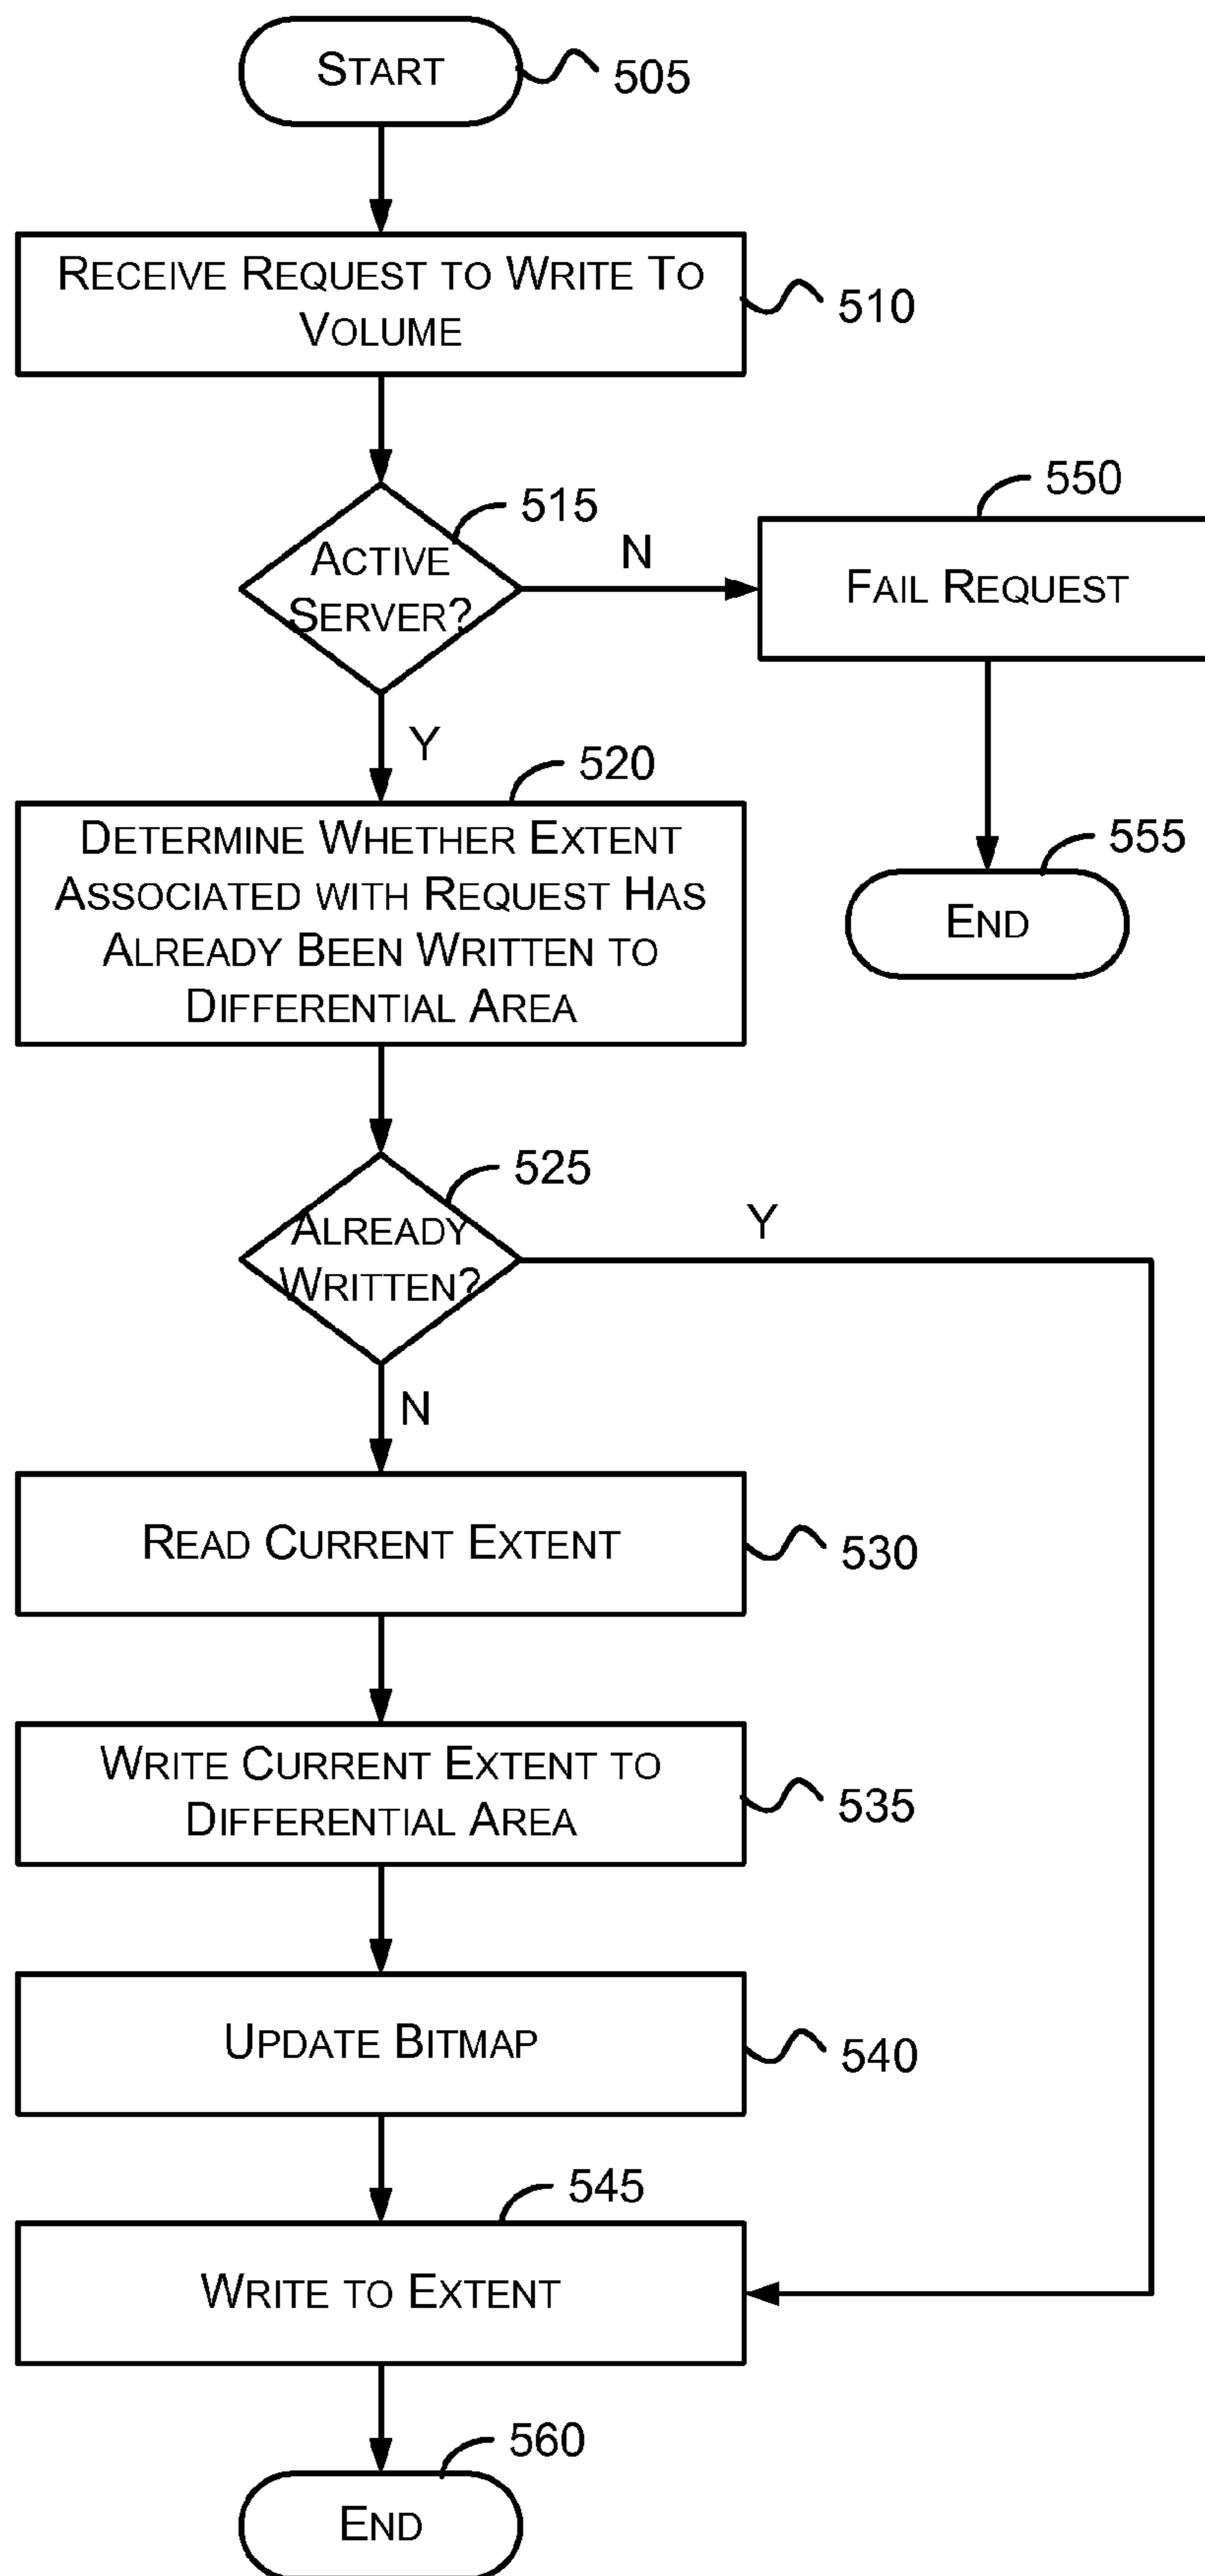 START
505
RECEIVE REQUEST TO WRITE TO
VOLUME
510
515
ACTIVE
SERVER?
N
550
FAIL REQUEST
Y
520
DETERMINE WHETHER EXTENT
ASSOCIATED WITH REQUEST HAS
ALREADY BEEN WRITTEN TO
DIFFERENTIAL AREA
555
END
525
ALREADY
WRITTEN?
Y
N
READ CURRENT EXTENT
530
WRITE CURRENT EXTENT TO
DIFFERENTIAL AREA
535
UPDATE BITMAP
540
545
WRITE TO EXTENT
560
END